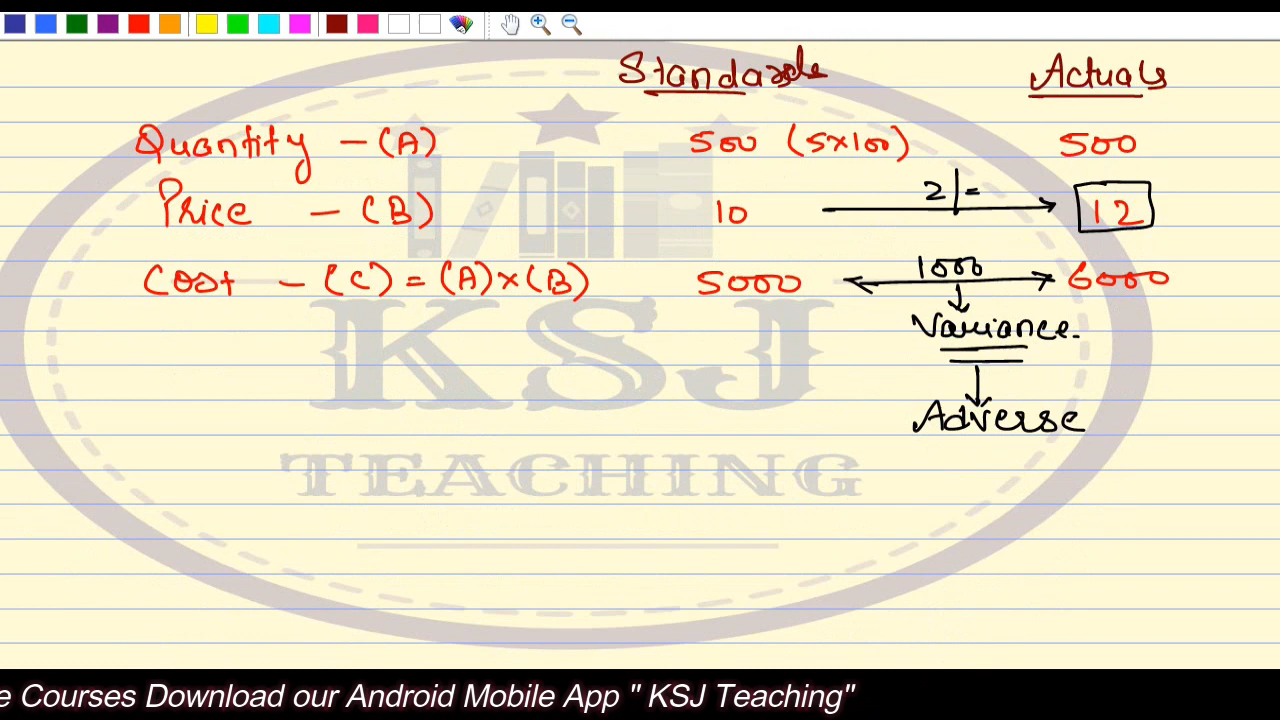 Standards Actuals
Quantity - (A) 500 (5x100) 500
Price - (B) 10 2/= 12
Cost - (C) = (A)x(B) 5000 1000 6000
Variance.
Adverse
KSJ
TEACHING
e Courses Download our Android Mobile App " KSJ Teaching"